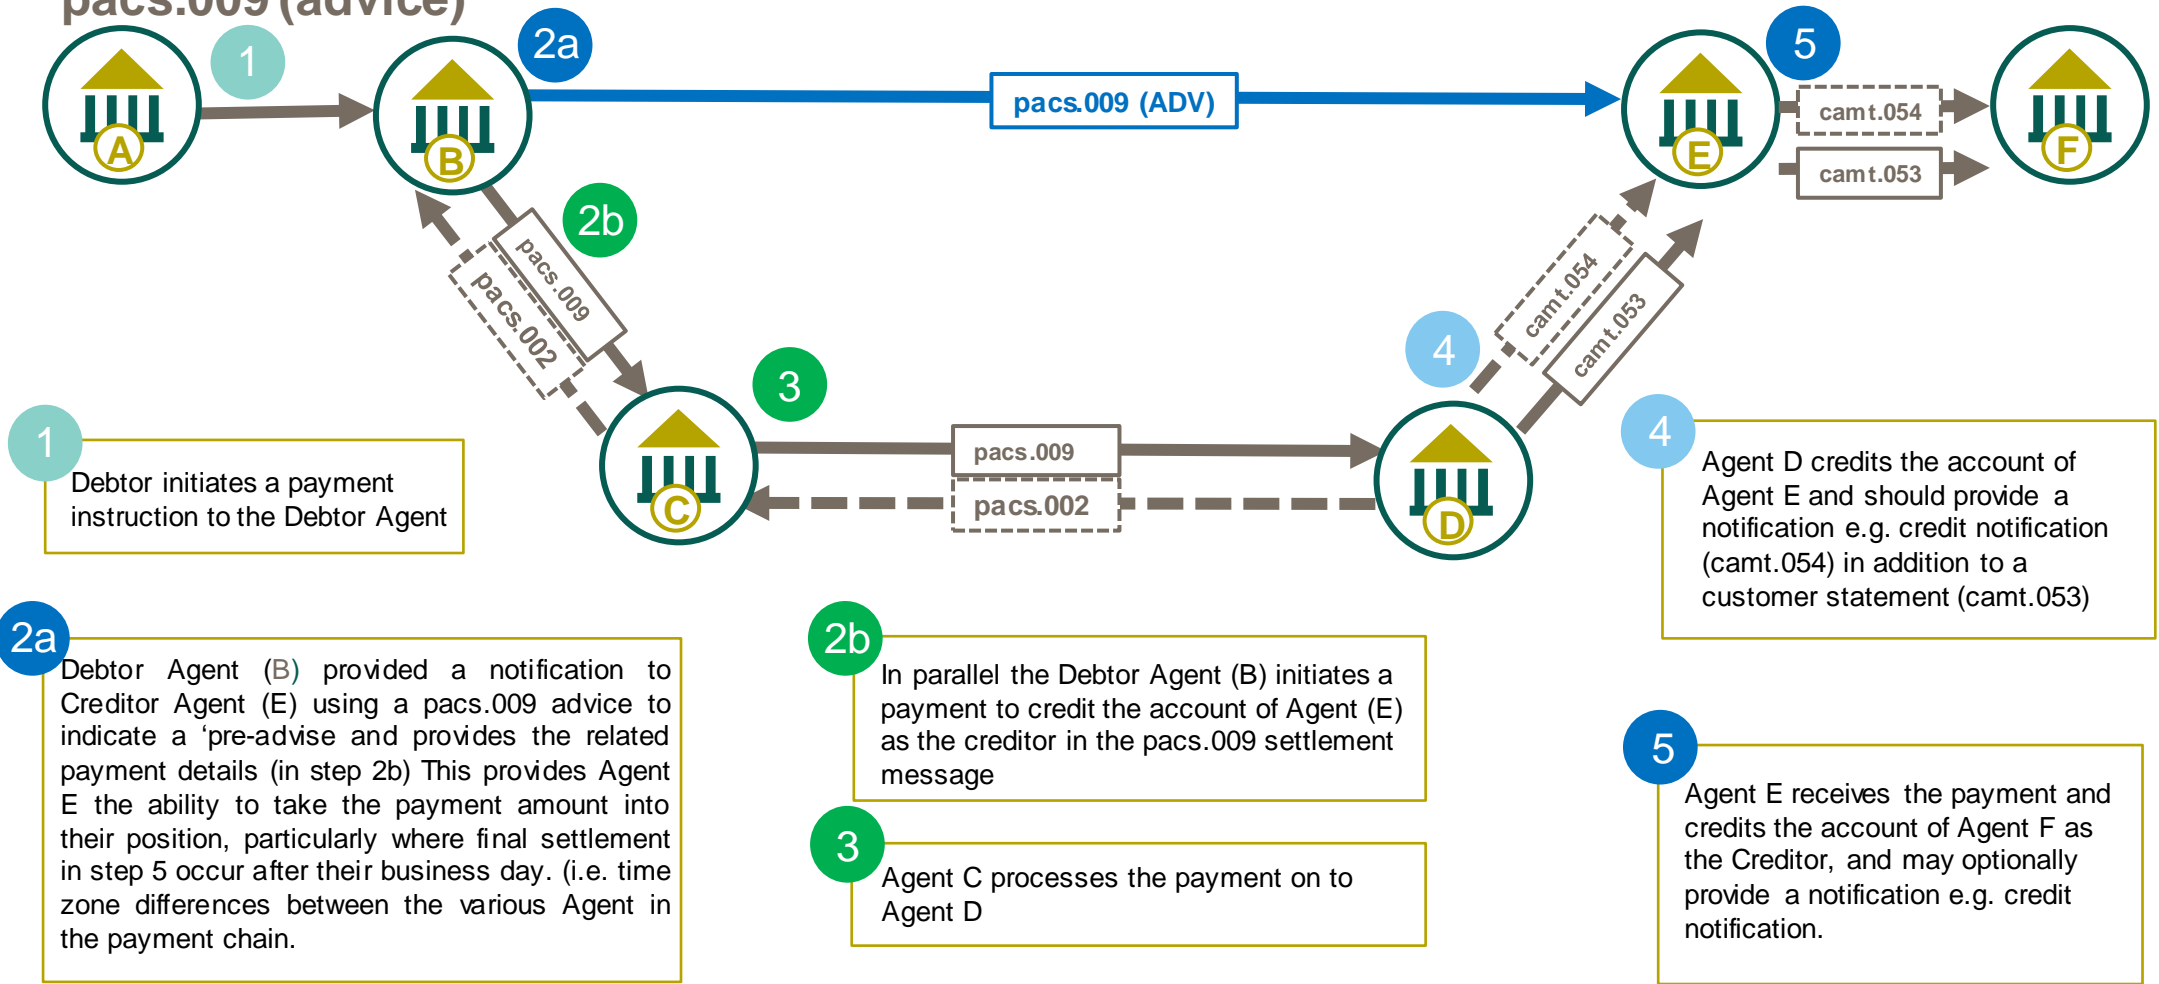 pacs.009 (advice)
1
2a
5
pacs.009 (ADV)
camt.054
camt.053
A
B
E
F
2b
pacs.009
pacs.002
camt.054
camt.053
4
3
pacs.009
pacs.002
C
D
1
Debtor initiates a payment
instruction to the Debtor Agent
4
Agent D credits the account of
Agent E and should provide a
notification e.g. credit notification
(camt.054) in addition to a
customer statement (camt.053)
2a
Debtor Agent (B) provided a notification to
Creditor Agent (E) using a pacs.009 advice to
indicate a ‘pre-advise and provides the related
payment details (in step 2b) This provides Agent
E the ability to take the payment amount into
their position, particularly where final settlement
in step 5 occur after their business day. (i.e. time
zone differences between the various Agent in
the payment chain.
2b
In parallel the Debtor Agent (B) initiates a
payment to credit the account of Agent (E)
as the creditor in the pacs.009 settlement
message
3
Agent C processes the payment on to
Agent D
5
Agent E receives the payment and
credits the account of Agent F as
the Creditor, and may optionally
provide a notification e.g. credit
notification.